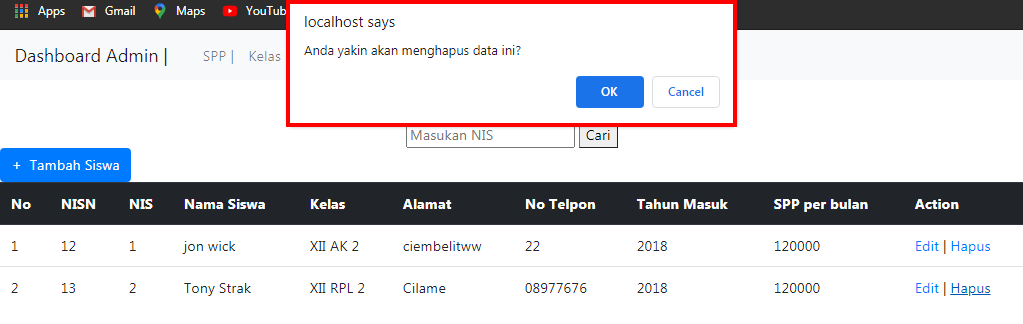 Apps Gmail Maps YouTube
localhost says
Anda yakin akan menghapus data ini?
OK Cancel
Dashboard Admin | SPP | Kelas
Masukan NIS Cari
+ Tambah Siswa
No NISN NIS Nama Siswa Kelas Alamat No Telpon Tahun Masuk SPP per bulan Action
1 12 1 jon wick XII AK 2 ciembelitww 22 2018 120000 Edit | Hapus
2 13 2 Tony Strak XII RPL 2 Cilame 08977676 2018 120000 Edit | Hapus